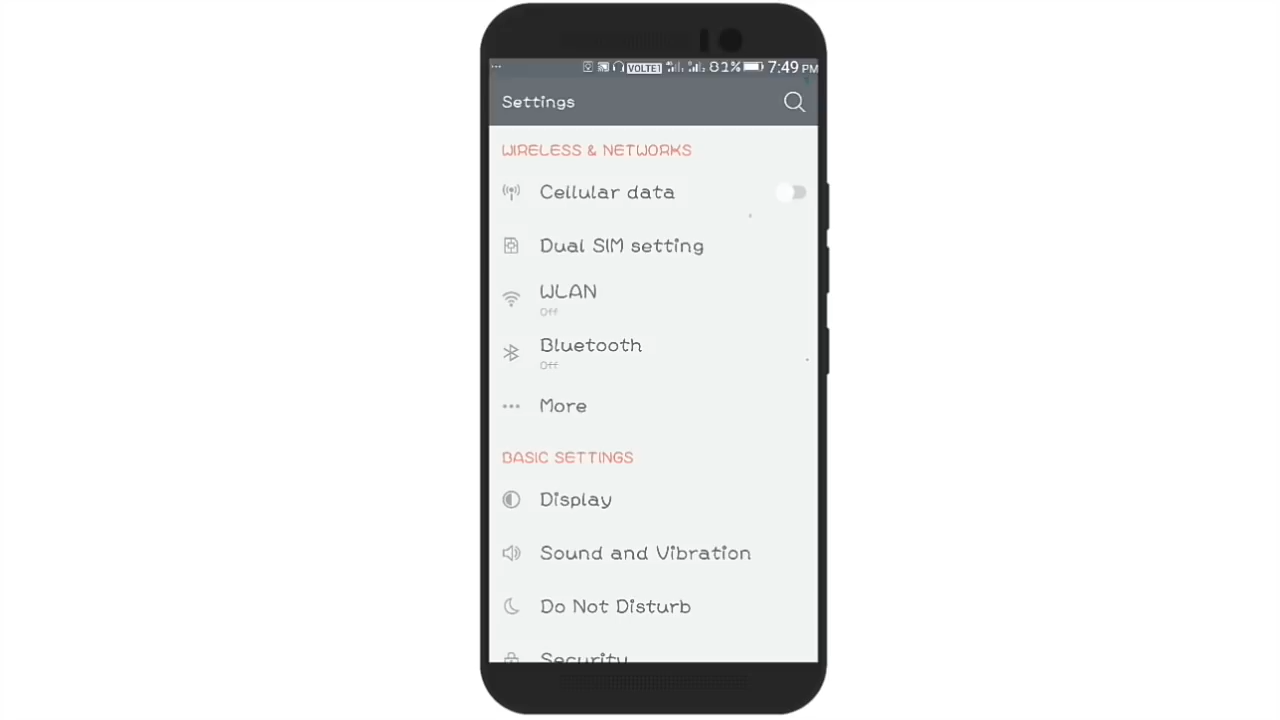 VOLTE1 81% 7:49 PM
Settings
WIRELESS & NETWORKS
Cellular data
Dual SIM setting
WLAN
Off
Bluetooth
Off
More
BASIC SETTINGS
Display
Sound and Vibration
Do Not Disturb
Security